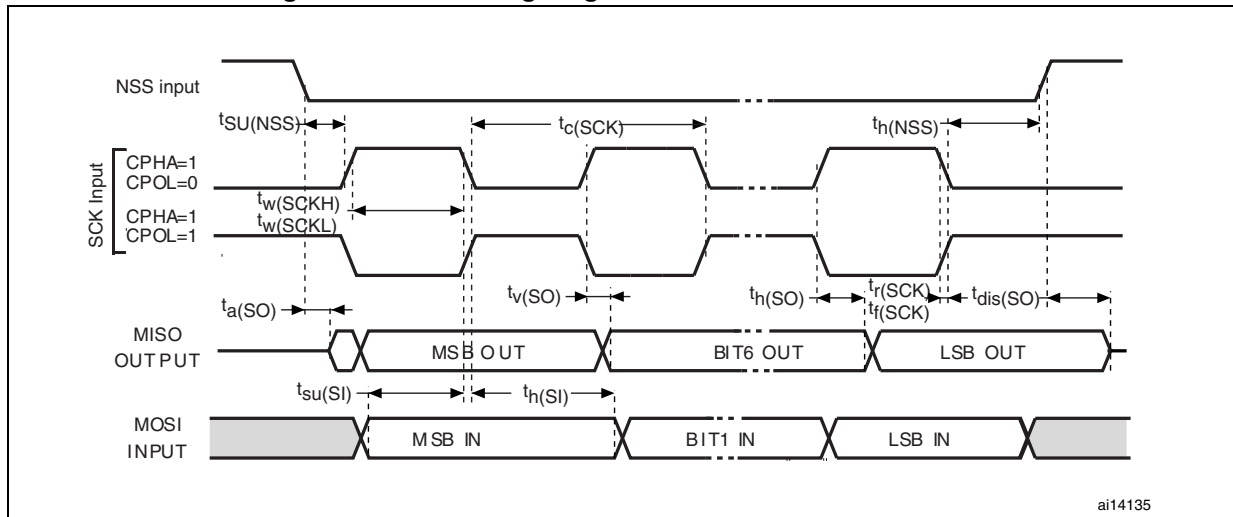 NSS input
tSU(NSS)
tc(SCK)
th(NSS)
SCK Input
CPHA=1
CPOL=0
tw(SCKH)
CPHA=1
tw(SCKL)
CPOL=1
ta(SO)
tv(SO)
th(SO)
tr(SCK)
tf(SCK)
tdis(SO)
MISO
OUTPUT
MSB OUT
BIT6 OUT
LSB OUT
tsu(SI)
th(SI)
MOSI
INPUT
MSB IN
BIT1 IN
LSB IN
ai14135